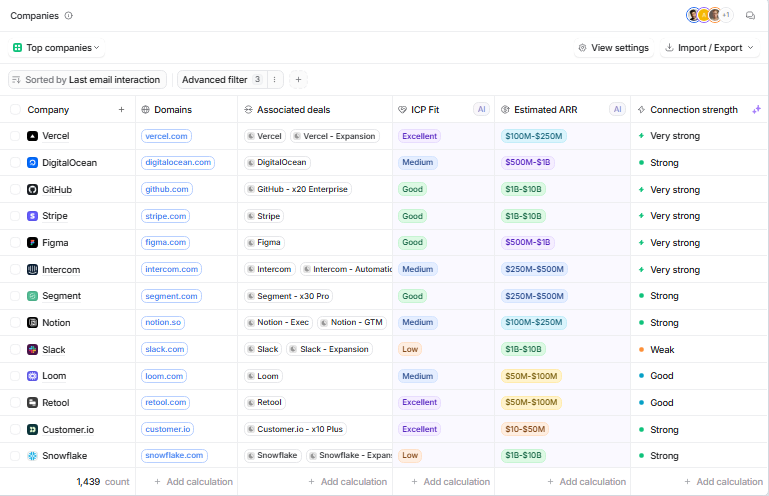 Companies
+1
Top companies
View settings
Import / Export
Sorted by Last email interaction
Advanced filter 3
Company
Domains
Associated deals
ICP Fit AI
Estimated ARR AI
Connection strength
Vercel vercel.com Vercel Vercel - Expansion Excellent $100M-$250M Very strong
DigitalOcean digitalocean.com DigitalOcean Medium $500M-$1B Strong
GitHub github.com GitHub - x20 Enterprise Good $1B-$10B Very strong
Stripe stripe.com Stripe Good $1B-$10B Very strong
Figma figma.com Figma Good $500M-$1B Very strong
Intercom intercom.com Intercom Intercom - Automatic Medium $250M-$500M Very strong
Segment segment.com Segment - x30 Pro Good $250M-$500M Strong
Notion notion.so Notion - Exec Notion - GTM Medium $100M-$250M Strong
Slack slack.com Slack Slack - Expansion Low $1B-$10B Weak
Loom loom.com Loom Medium $50M-$100M Good
Retool retool.com Retool Excellent $50M-$100M Good
Customer.io customer.io Customer.io - x10 Plus Excellent $10-$50M Strong
Snowflake snowflake.com Snowflake Snowflake - Expans Low $1B-$10B Strong
1,439 count + Add calculation + Add calculation + Add calculation + Add calculation + Add calculation